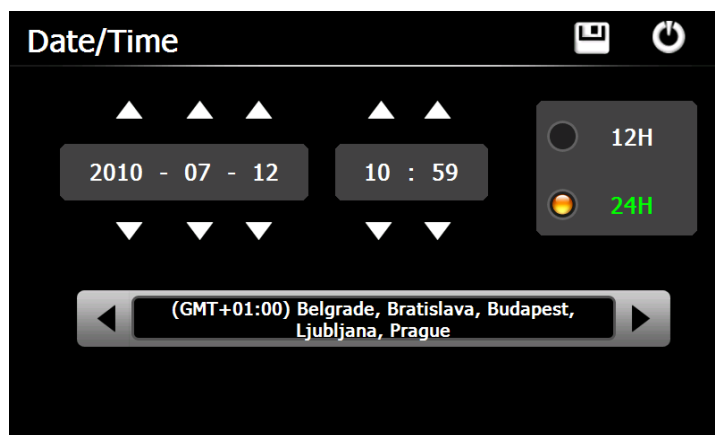 Date/Time
2010 - 07 - 12
10 : 59
12H
24H
(GMT+01:00) Belgrade, Bratislava, Budapest,
Ljubljana, Prague